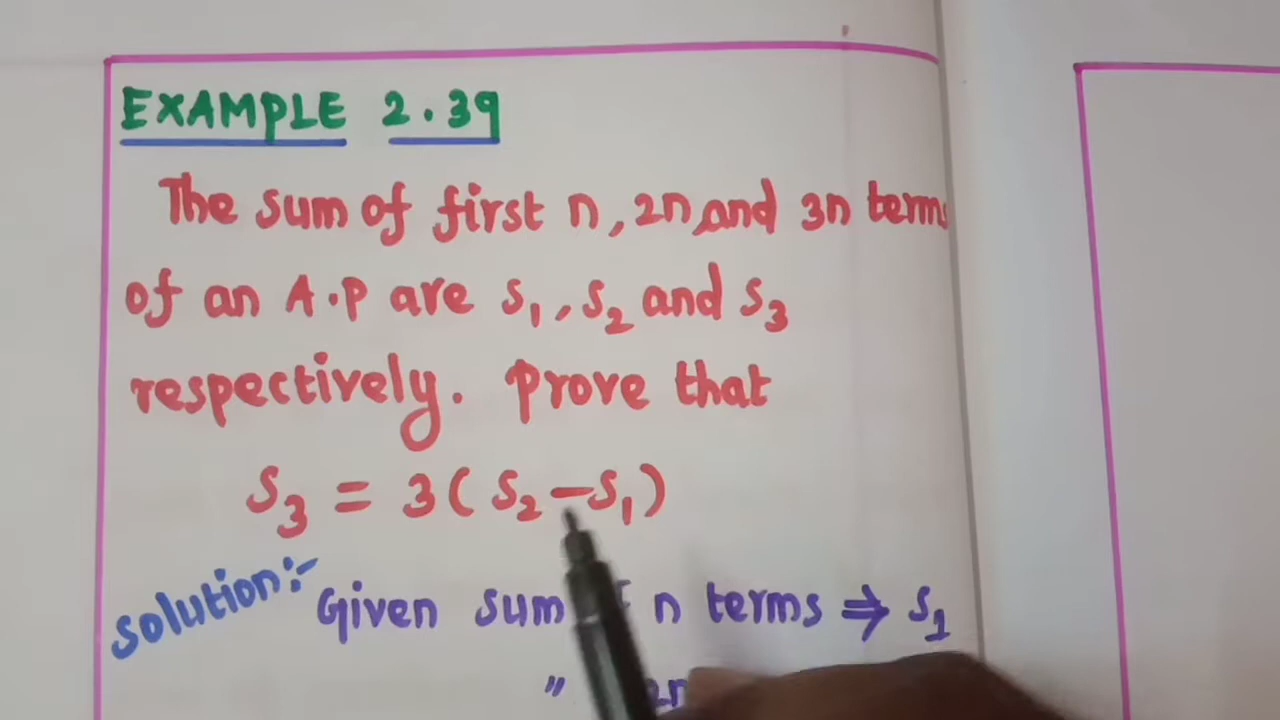 EXAMPLE 2.39
The sum of first n, 2n, and 3n terms
of an A.P are S₁, S₂ and S₃
respectively. Prove that
S₃ = 3(S₂-S₁)
Solution:- Given sum n terms ⇒ S₁
" 2n